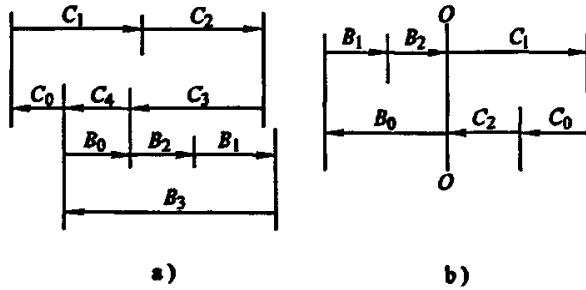 C₁ C₂
C₀ C₄ C₃
B₀ B₂ B₁
B₃
a)
O
B₁ B₂ C₁
B₀ C₂ C₀
O
b)